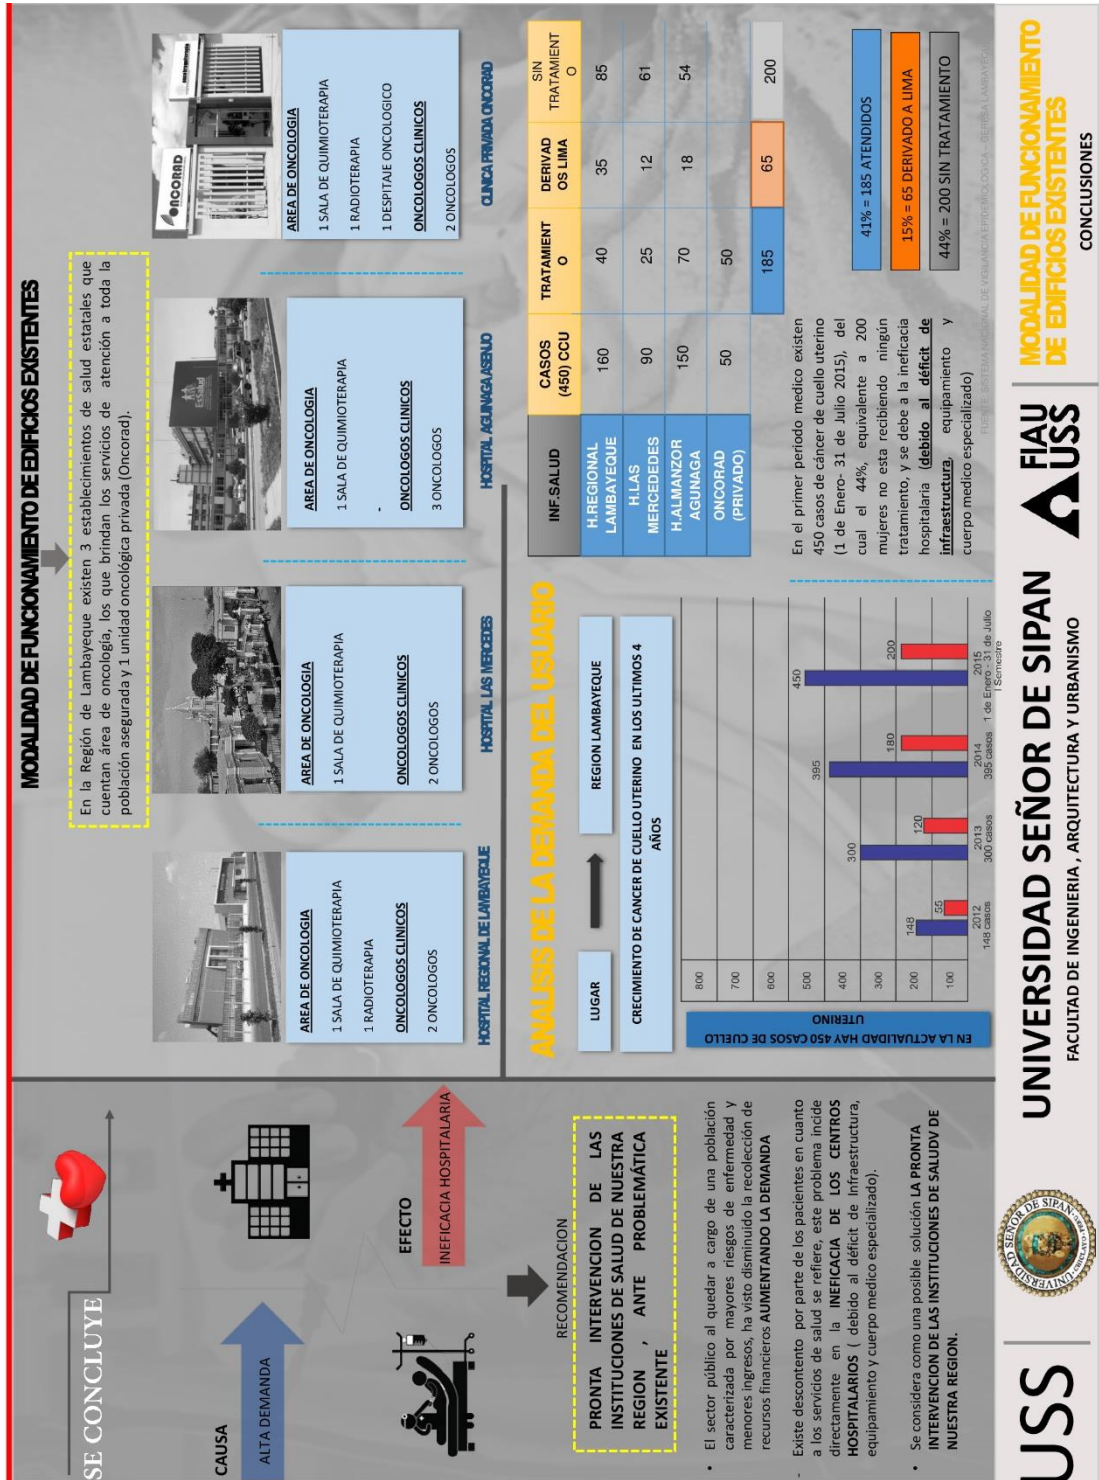 SE CONCLUYE
CAUSA
ALTA DEMANDA
EFECTO
INEFICACIA HOSPITALARIA
RECOMENDACION
PRONTA INTERVENCION DE LAS
INSTITUCIONES DE SALUD DE NUESTRA
REGION , ANTE PROBLEMÁTICA
EXISTENTE
• El sector público al quedar a cargo de una población
caracterizada por mayores riesgos de enfermedad y
menores ingresos, ha visto disminuido la recolección de
recursos financieros AUMENTANDO LA DEMANDA
- Existe descontento por parte de los pacientes en cuanto
a los servicios de salud se refiere, este problema incide
directamente en la INEFICACIA DE LOS CENTROS
HOSPITALARIOS ( debido al déficit de Infraestructura,
equipamiento y cuerpo medico especializado).
• Se considera como una posible solución LA PRONTA
INTERVENCION DE LAS INSTITUCIONES DE SALUDV DE
NUESTRA REGION.
MODALIDAD DE FUNCIONAMIENTO DE EDIFICIOS EXISTENTES
En la Región de Lambayeque existen 3 establecimientos de salud estatales que
cuentan área de oncología, los que brindan los servicios de atención a toda la
población asegurada y 1 unidad oncológica privada (Oncorad).
AREA DE ONCOLOGIA
1 SALA DE QUIMIOTERAPIA
1 RADIOTERAPIA
ONCOLOGOS CLINICOS
2 ONCOLOGOS
HOSPITAL REGIONAL DE LAMBAYEQUE
AREA DE ONCOLOGIA
1 SALA DE QUIMIOTERAPIA
ONCOLOGOS CLINICOS
2 ONCOLOGOS
HOSPITAL LAS MERCEDES
EsSalud
AREA DE ONCOLOGIA
1 SALA DE QUIMIOTERAPIA
-
ONCOLOGOS CLINICOS
3 ONCOLOGOS
HOSPITAL AGUINAGA ASENJO
ONCORAD
AREA DE ONCOLOGIA
1 SALA DE QUIMIOTERAPIA
1 RADIOTERAPIA
1 DESPITAJE ONCOLOGICO
ONCOLOGOS CLINICOS
2 ONCOLOGOS
CLINICA PRIVADA ONCORAD
ANALISIS DE LA DEMANDA DEL USUARIO
LUGAR
REGION LAMBAYEQUE
CRECIMIENTO DE CANCER DE CUELLO UTERINO EN LOS ULTIMOS 4
AÑOS
EN LA ACTUALIDAD HAY 450 CASOS DE CUELLO
UTERINO
800
700
600
500
400
300
200
100
148
55
300
120
395
180
450
200
2012
148 casos
2013
300 casos
2014
395 casos
2015
1 de Enero - 31 de Julio
I Semestre
INF.SALUD CASOS (450) CCU TRATAMIENTO DERIVADOS LIMA SIN TRATAMIENTO
H.REGIONAL LAMBAYEQUE 160 40 35 85
H.LAS MERCEDEDES 90 25 12 61
H.ALMANZOR AGUNAGA 150 70 18 54
ONCORAD (PRIVADO) 50 50
185 65 200
En el primer periodo medico existen
450 casos de cáncer de cuello uterino
(1 de Enero- 31 de Julio 2015), del
cual el 44%, equivalente a 200
mujeres no esta recibiendo ningún
tratamiento, y se debe a la ineficacia
hospitalaria (debido al déficit de
infraestructura, equipamiento y
cuerpo medico especializado)
41% = 185 ATENDIDOS
15% = 65 DERIVADO A LIMA
44% = 200 SIN TRATAMIENTO
FUENTE: SISTEMA NACIONAL DE VIGILANCIA EPIDEMIOLOGICA – GERESA LAMBAYEQUE
USS
UNIVERSIDAD SEÑOR DE SIPAN
UNIVERSIDAD SEÑOR DE SIPAN
FACULTAD DE INGENIERIA , ARQUITECTURA Y URBANISMO
FIAU
USS
MODALIDAD DE FUNCIONAMIENTO
DE EDIFICIOS EXISTENTES
CONCLUSIONES